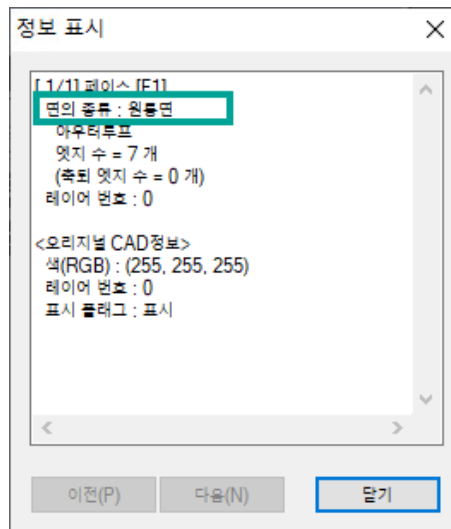 정보 표시
[ 1/1] 페이스 [F1]
면의 종류 : 원통면
아우터루프
엣지 수 = 7 개
(축퇴 엣지 수 = 0 개)
레이어 번호 : 0
<오리지널 CAD정보>
색(RGB) : (255, 255, 255)
레이어 번호 : 0
표시 플래그 : 표시
이전(P)
다음(N)
닫기